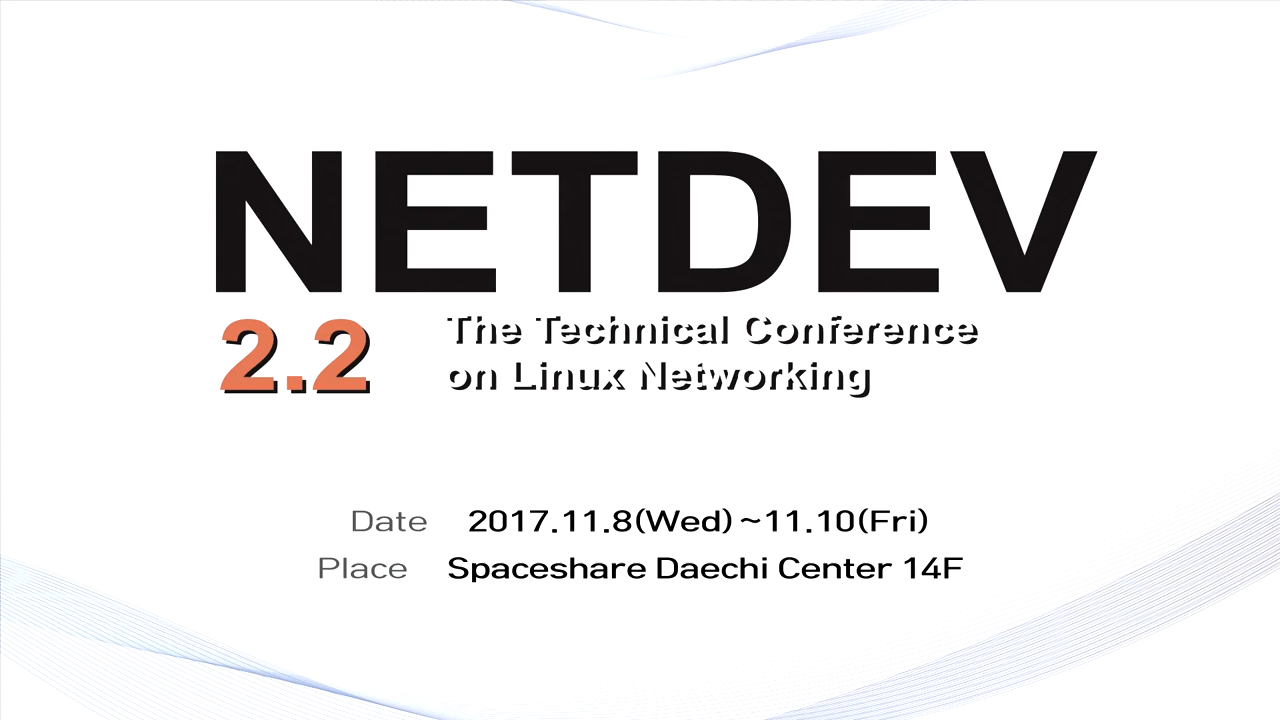 NETDEV
2.2 The Technical Conference
on Linux Networking
Date 2017.11.8(Wed)~11.10(Fri)
Place Spaceshare Daechi Center 14F